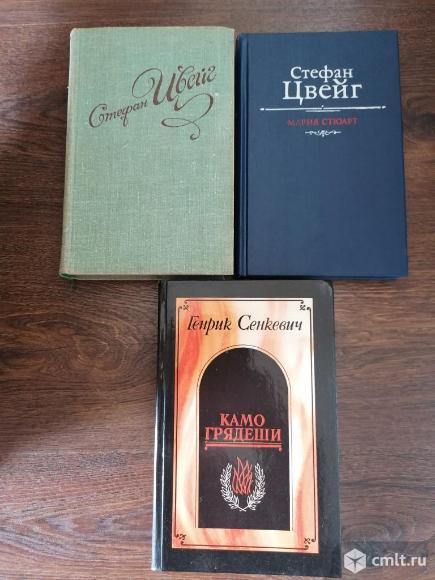 Стефан Цвейг
Стефан
Цвейг
МАРИЯ СТЮАРТ
Генрик Сенкевич
КАМО
ГРЯДЕШИ
cmlt.ru